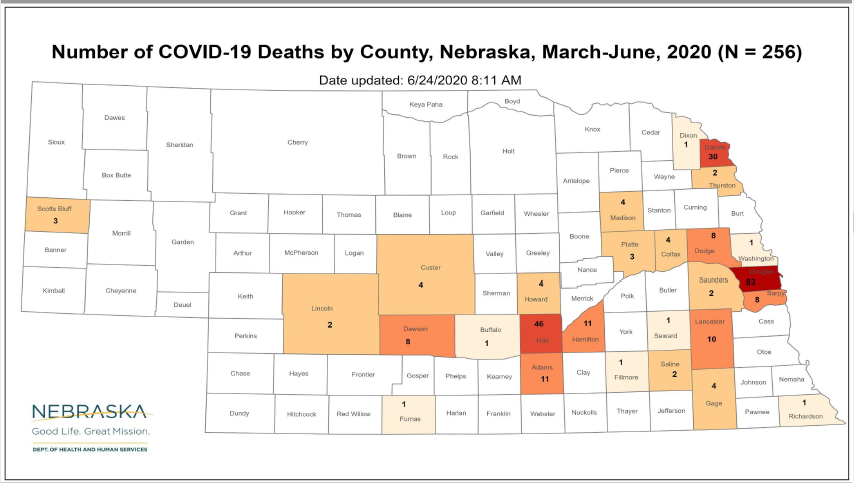 Number of COVID-19 Deaths by County, Nebraska, March-June, 2020 (N = 256)
Date updated: 6/24/2020 8:11 AM
Sioux
Dawes
Box Butte
Sheridan
Cherry
Keya Paha
Boyd
Brown
Rock
Holt
Knox
Cedar
Dixon
1
Dakota
30
Antelope
Pierce
Wayne
2
Thurston
Scotts Bluff
3
Banner
Kimball
Morrill
Cheyenne
Garden
Deuel
Grant
Hooker
Thomas
Blaine
Loup
Garfield
Wheeler
Boone
4
Madison
Stanton
Cuming
Burt
Arthur
McPherson
Logan
Custer
4
Valley
Greeley
Nance
Platte
3
4
Colfax
8
Dodge
1
Washington
Keith
Lincoln
2
Sherman
4
Howard
Merrick
Polk
Butler
Saunders
2
Douglas
83
8
Sarpy
Perkins
Dawson
8
Buffalo
1
46
Hall
11
Hamilton
York
1
Seward
Lancaster
10
Cass
Otoe
Chase
Hayes
Frontier
Gosper
Phelps
Kearney
Adams
11
Clay
1
Fillmore
Saline
2
4
Gage
Johnson
Nemaha
Dundy
Hitchcock
Red Willow
1
Furnas
Harlan
Franklin
Webster
Nuckolls
Thayer
Jefferson
Pawnee
1
Richardson
NEBRASKA
Good Life. Great Mission.
DEPT. OF HEALTH AND HUMAN SERVICES